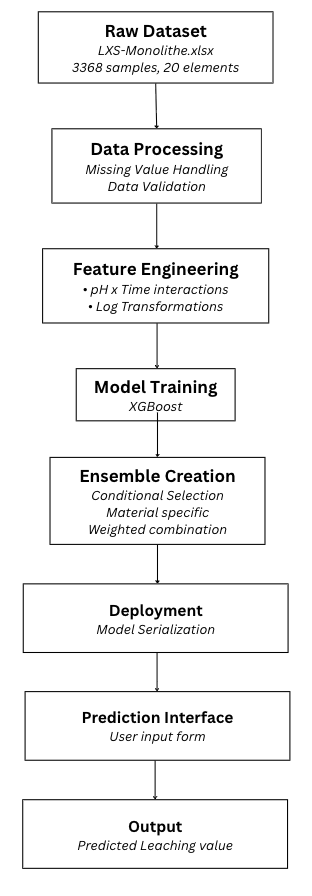 Raw Dataset
LXS-Monolithe.xlsx
3368 samples, 20 elements
Data Processing
Missing Value Handling
Data Validation
Feature Engineering
• pH x Time interactions
• Log Transformations
Model Training
XGBoost
Ensemble Creation
Conditional Selection
Material specific
Weighted combination
Deployment
Model Serialization
Prediction Interface
User input form
Output
Predicted Leaching value